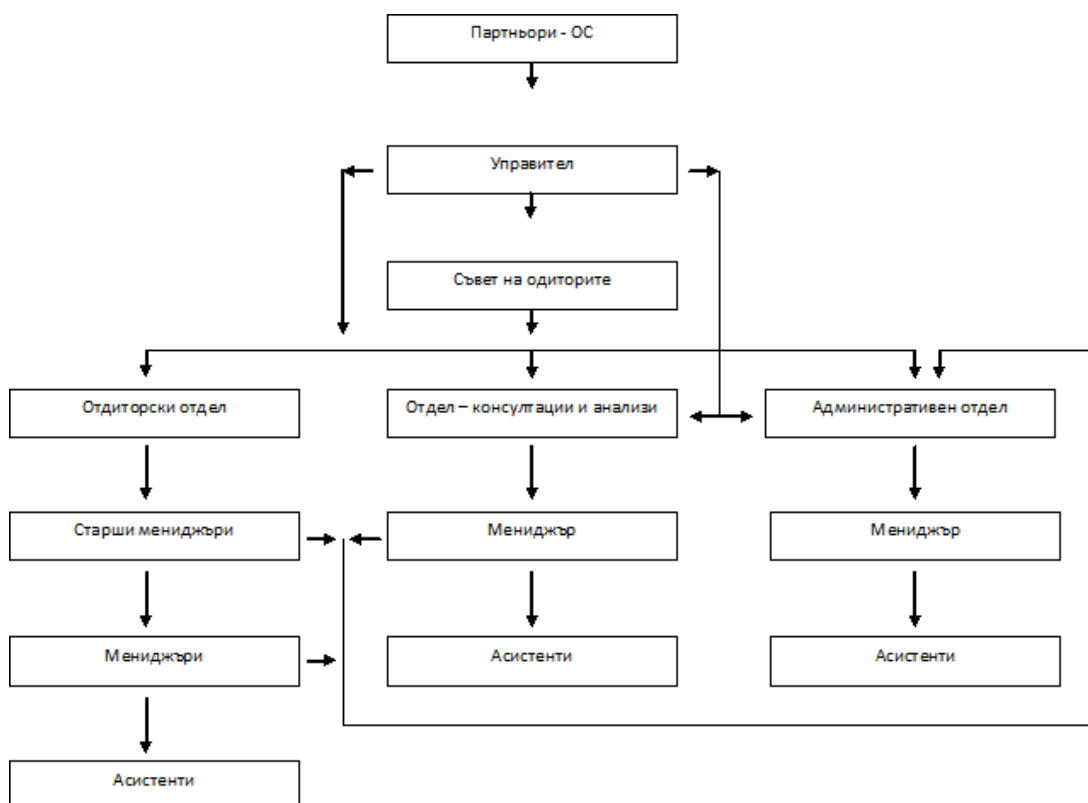 Партньори - ОС
Управител
Съвет на одиторите
Отдиторски отдел
Отдел – консултации и анализи
Административен отдел
Старши мениджъри
Мениджър
Мениджър
Мениджъри
Асистенти
Асистенти
Асистенти